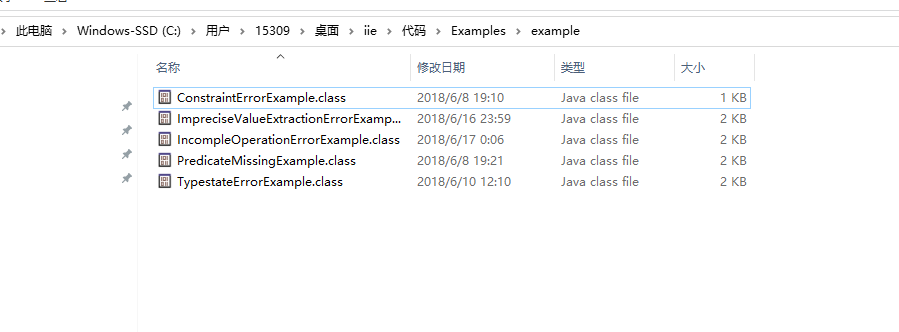 此电脑 > Windows-SSD (C:) > 用户 > 15309 > 桌面 > iie > 代码 > Examples > example
名称 修改日期 类型 大小
ConstraintErrorExample.class 2018/6/8 19:10 Java class file 1 KB
ImpreciseValueExtractionErrorExamp... 2018/6/16 23:59 Java class file 2 KB
IncompleOperationErrorExample.class 2018/6/17 0:06 Java class file 2 KB
PredicateMissingExample.class 2018/6/8 19:21 Java class file 2 KB
TypestateErrorExample.class 2018/6/10 12:10 Java class file 2 KB